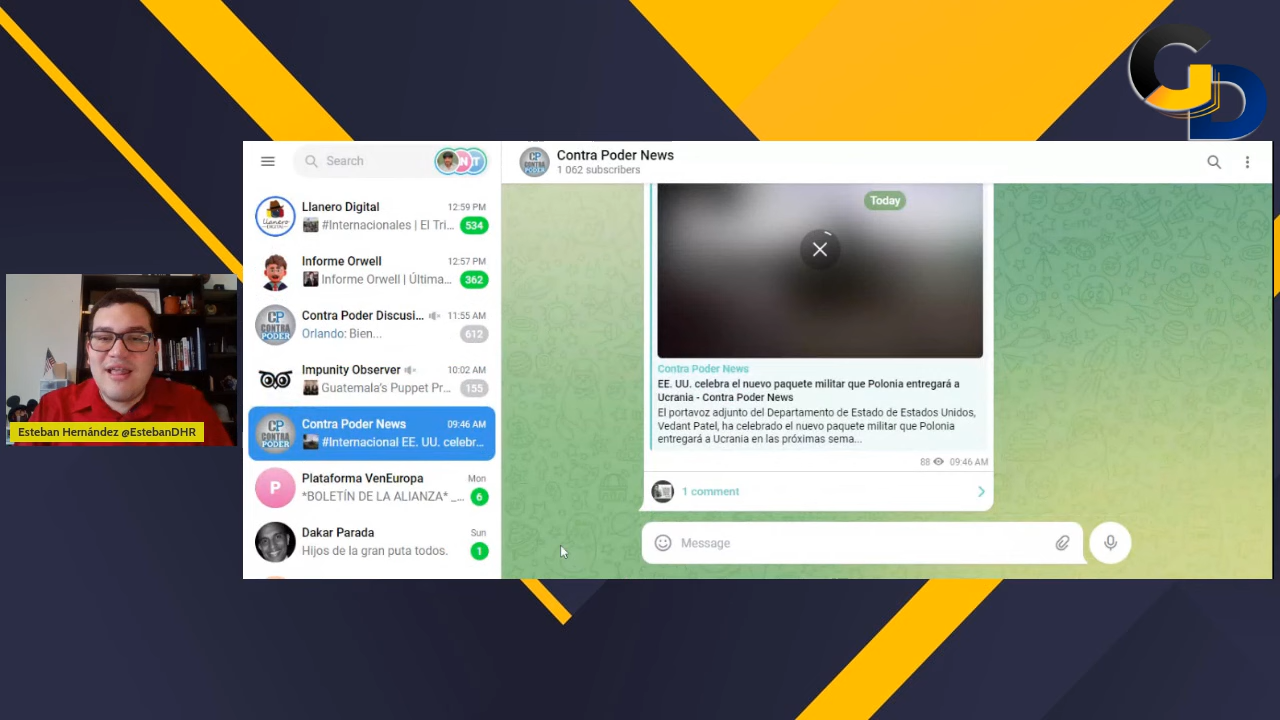 GD
Search
Contra Poder News
1 062 subscribers
Llanero Digital 12:59 PM
#Internacionales | El Tri... 534
Informe Orwell 12:57 PM
Informe Orwell | Última... 362
Contra Poder Discusi... 11:55 AM
Orlando: Bien... 612
Impunity Observer 10:02 AM
Guatemala's Puppet Pr... 155
Contra Poder News 09:46 AM
#Internacional EE. UU. celebr...
Plataforma VenEuropa Mon
*BOLETÍN DE LA ALIANZA* _... 6
Dakar Parada Sun
Hijos de la gran puta todos. 1
Today
Contra Poder News
EE. UU. celebra el nuevo paquete militar que Polonia entregará a
Ucrania - Contra Poder News
El portavoz adjunto del Departamento de Estado de Estados Unidos,
Vedant Patel, ha celebrado el nuevo paquete militar que Polonia
entregará a Ucrania en las próximas sema...
88 09:46 AM
1 comment
Message
Esteban Hernández @EstebanDHR
CP
CONTRA
PODER
P
N
T